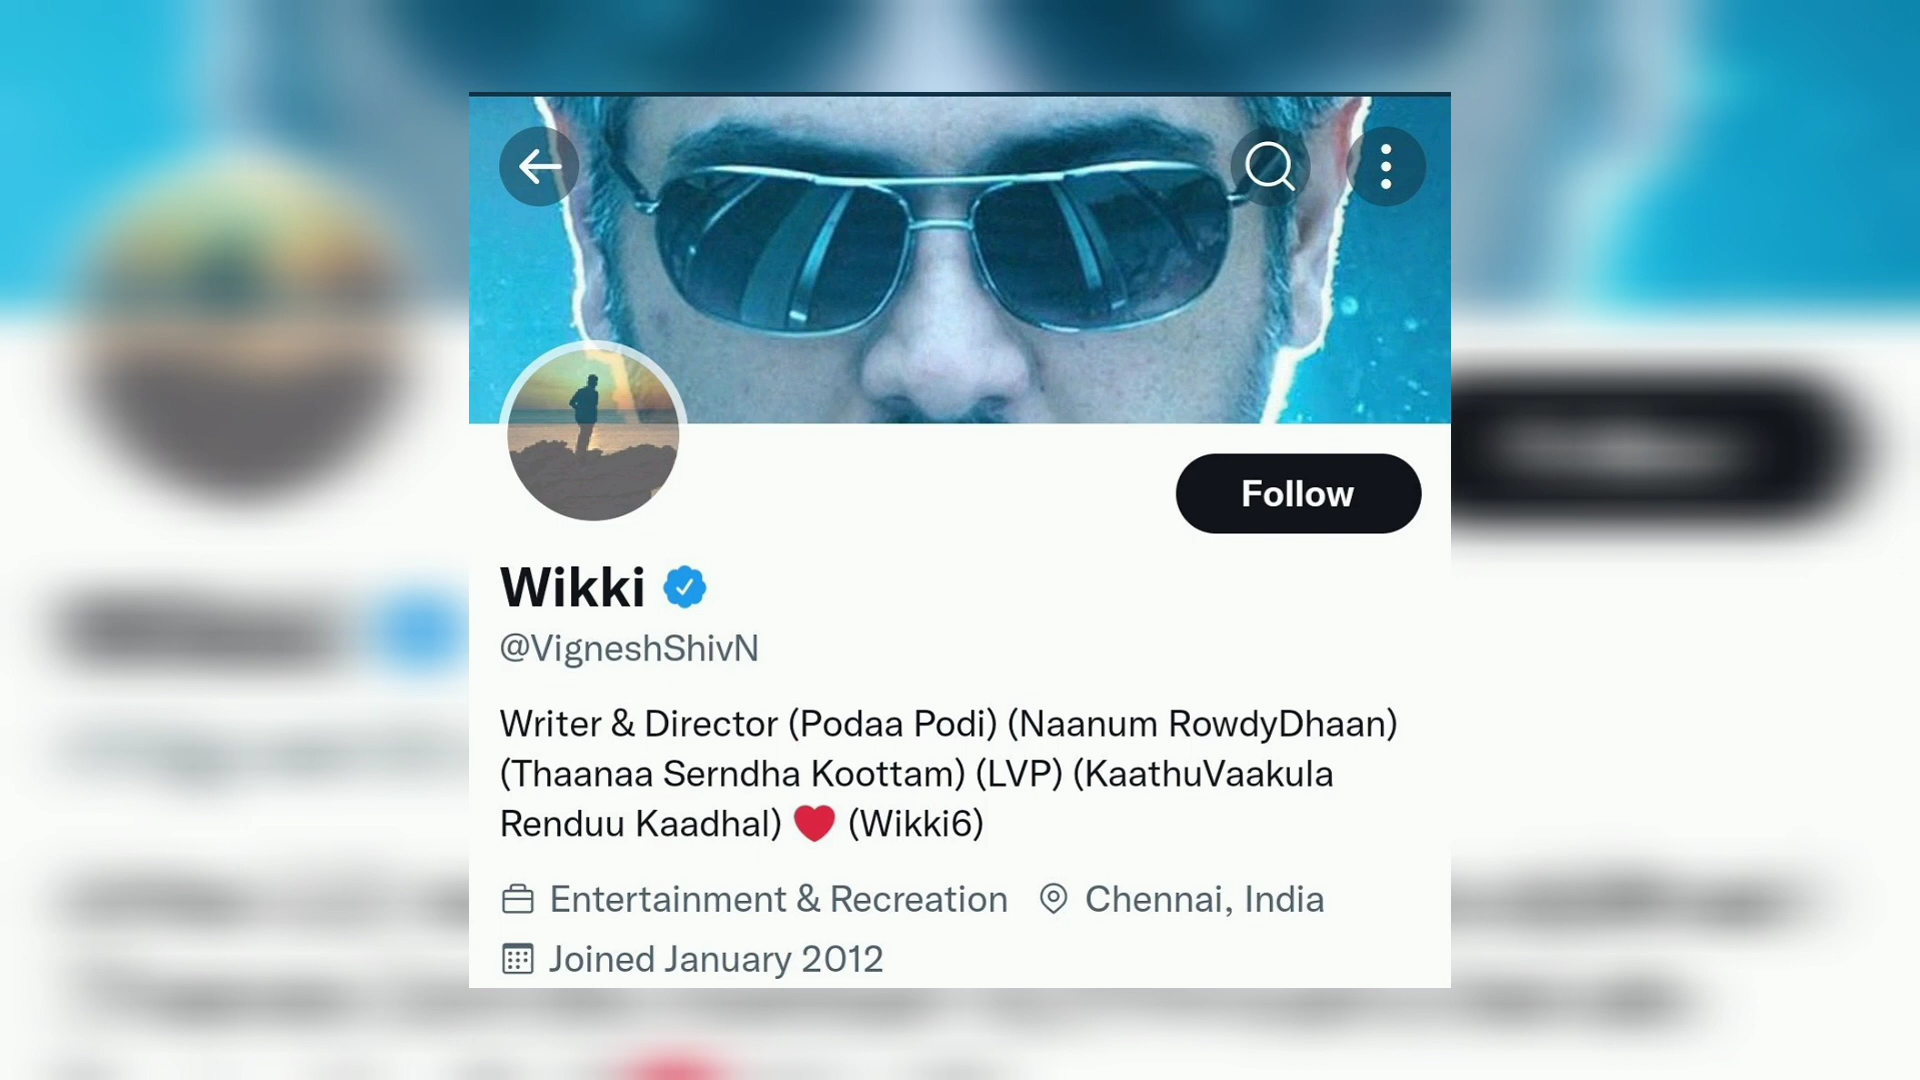 Follow
Wikki
@VigneshShivN
Writer & Director (Podaa Podi) (Naanum RowdyDhaan)
(Thaanaa Serndha Koottam) (LVP) (KaathuVaakula
Renduu Kaadhal) ❤️ (Wikki6)
Entertainment & Recreation Chennai, India
Joined January 2012